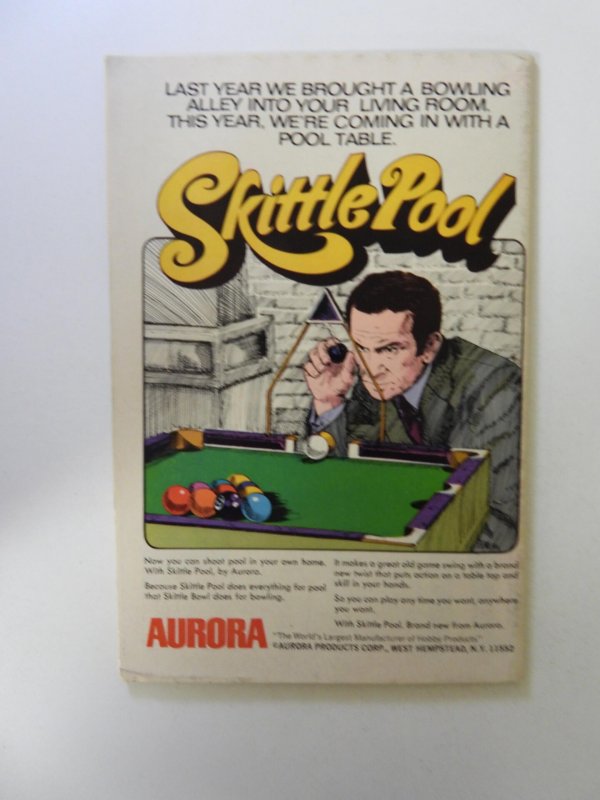 LAST YEAR WE BROUGHT A BOWLING
ALLEY INTO YOUR LIVING ROOM.
THIS YEAR, WE'RE COMING IN WITH A
POOL TABLE.
Skittle Pool
Now you can shoot pool in your own home.
With Skittle Pool, by Aurora.
Because Skittle Pool does everything for pool
that Skittle Bowl does for bowling.
It makes a great old game swing with a brand
new twist that puts action on a table top and
skill in your hands.
So you can play any time you want, anywhere
you want.
With Skittle Pool. Brand new from Aurora.
AURORA
"The World's Largest Manufacturer of Hobby Products"
©AURORA PRODUCTS CORP., WEST HEMPSTEAD, N.Y. 11552